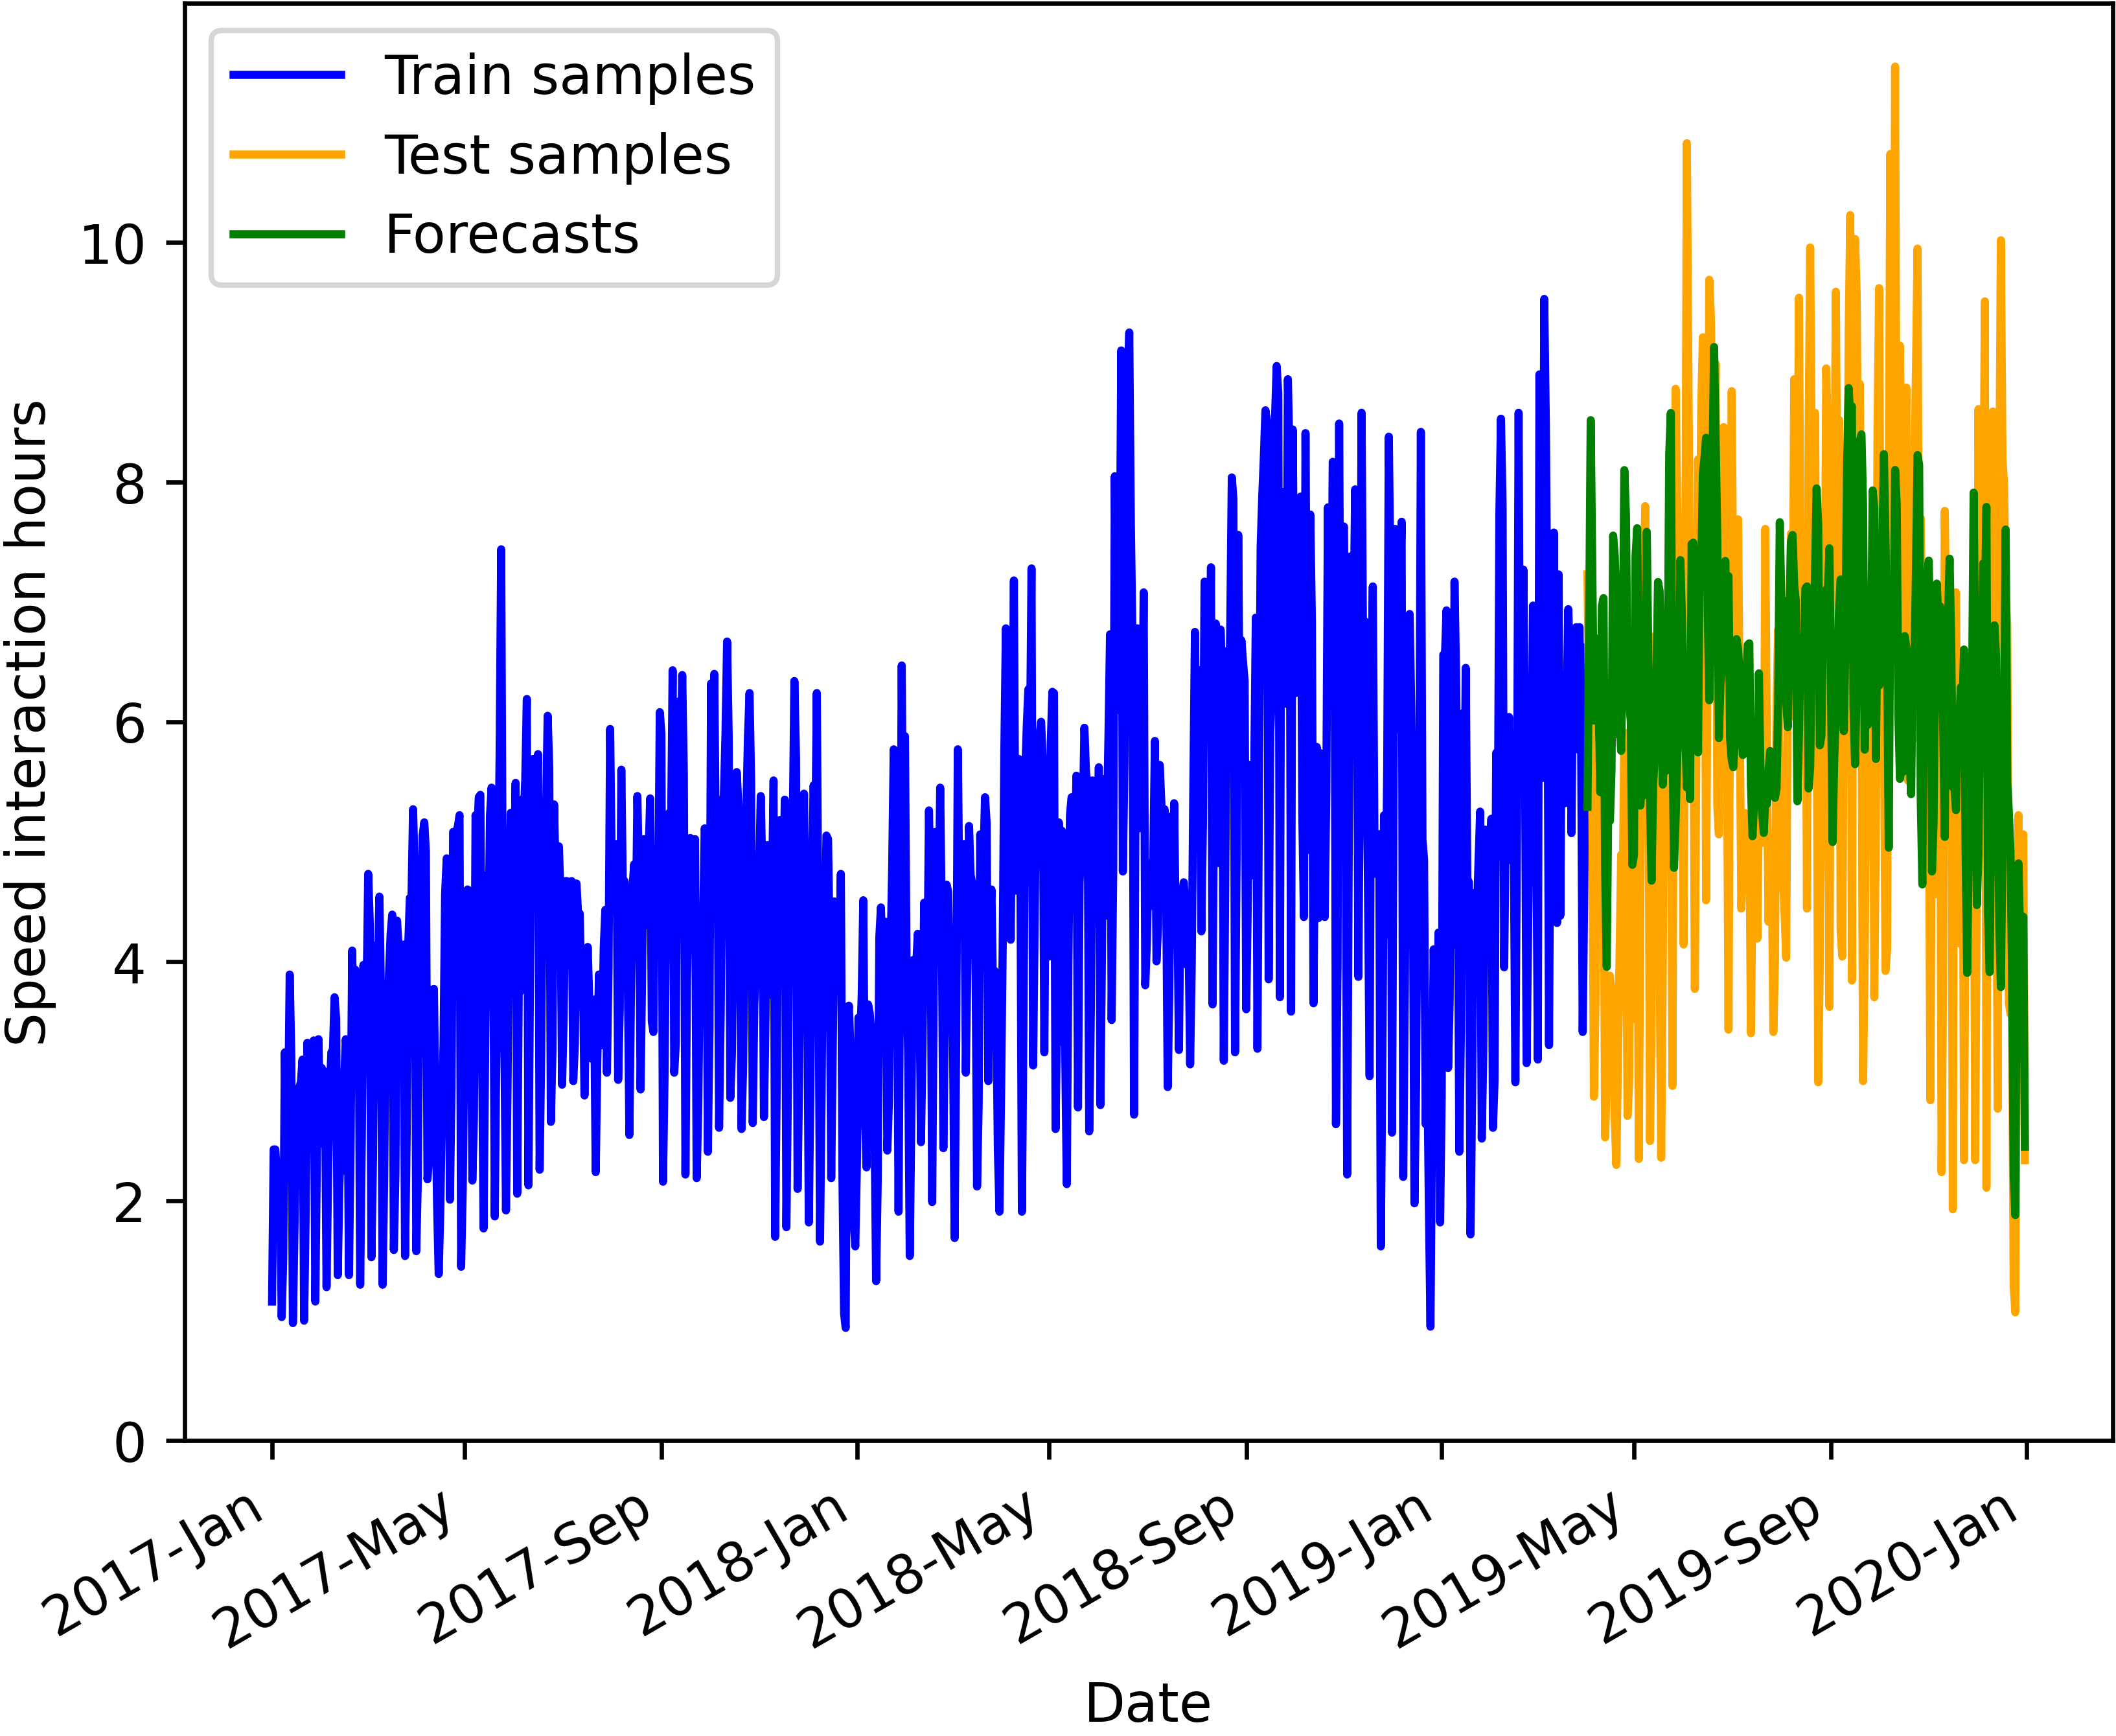 Train samples
Test samples
Forecasts
Speed interaction hours
10
8
6
4
2
0
2017-Jan
2017-May
2017-Sep
2018-Jan
2018-May
2018-Sep
2019-Jan
2019-May
2019-Sep
2020-Jan
Date